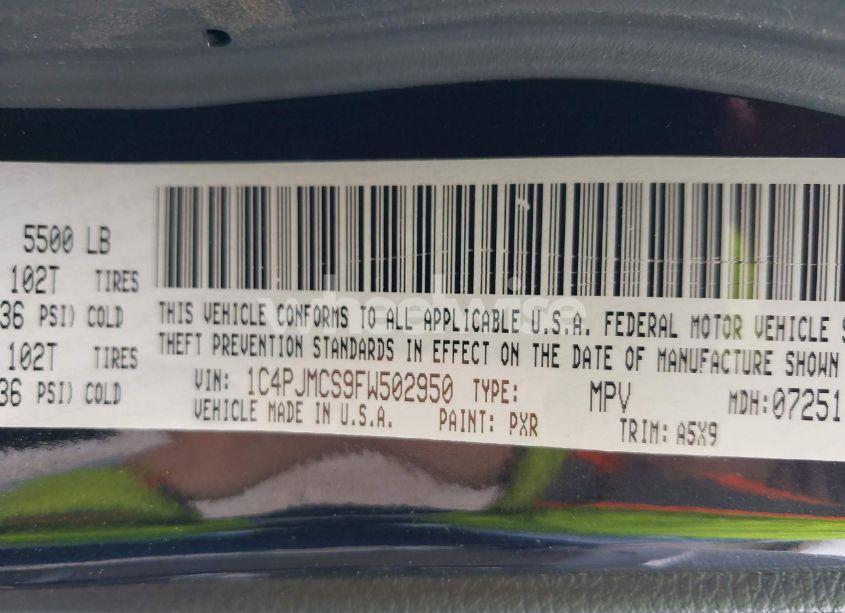 5500 LB
102T TIRES
36 PSI) COLD
102T TIRES
36 PSI) COLD
THIS VEHICLE CONFORMS TO ALL APPLICABLE U.S.A. FEDERAL MOTOR VEHICLE S
THEFT PREVENTION STANDARDS IN EFFECT ON THE DATE OF MANUFACTURE SHOWN
VIN: 1C4PJMCS9FW502950 TYPE: MPV MDH: 07251
VEHICLE MADE IN U.S.A. PAINT: PXR TRIM: A5X9
wheelwise